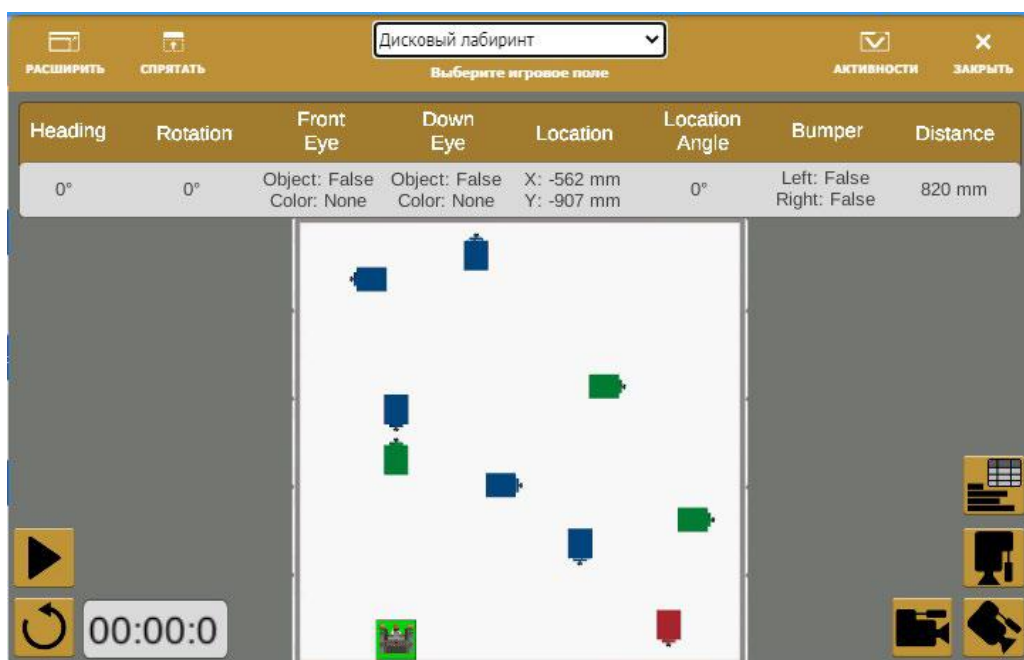 Дисковый лабиринт
РАСШИРИТЬ СПРЯТАТЬ Выберите игровое поле АКТИВНОСТИ ЗАКРЫТЬ
Heading Rotation Front Eye Down Eye Location Location Angle Bumper Distance
0° 0° Object: False Object: False X: -562 mm 0° Left: False 820 mm
Color: None Color: None Y: -907 mm Right: False
00:00:0